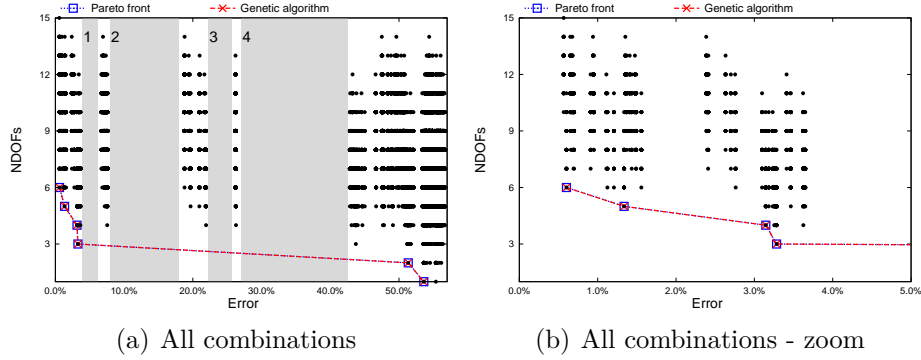 Pareto front
Genetic algorithm
15
12
9
6
3
NDOFs
1
2
3
4
0.0%
10.0%
20.0%
30.0%
40.0%
50.0%
Error
(a) All combinations
Pareto front
Genetic algorithm
15
12
9
6
3
NDOFs
0.0%
1.0%
2.0%
3.0%
4.0%
5.0%
Error
(b) All combinations - zoom